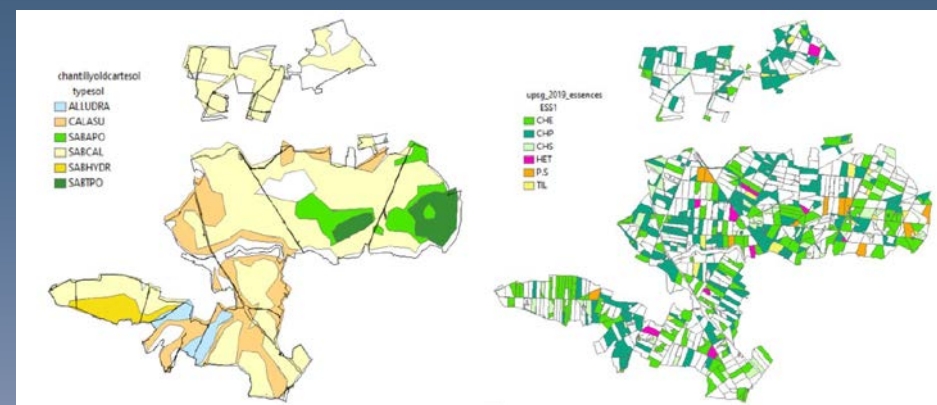 chantillyoldcartesol
typesol
ALLUDRA
CALASU
SABAPO
SABCAL
SABHYDR
SABTPO
upsg_2019_essences
ESS1
CHE
CHP
CHS
HET
P.S
TIL